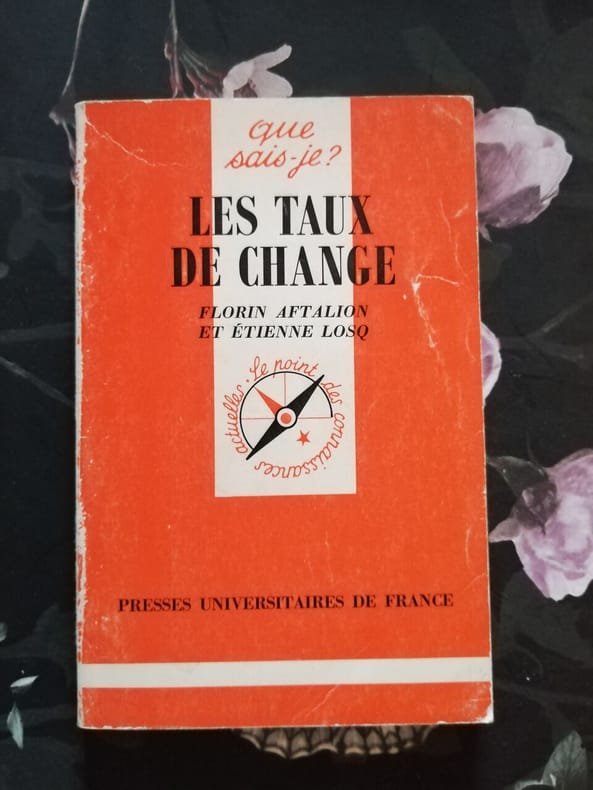 que
sais-je?
LES TAUX
DE CHANGE
FLORIN AFTALION
ET ÉTIENNE LOSQ
Le point des connaissances actuelles.
PRESSES UNIVERSITAIRES DE FRANCE